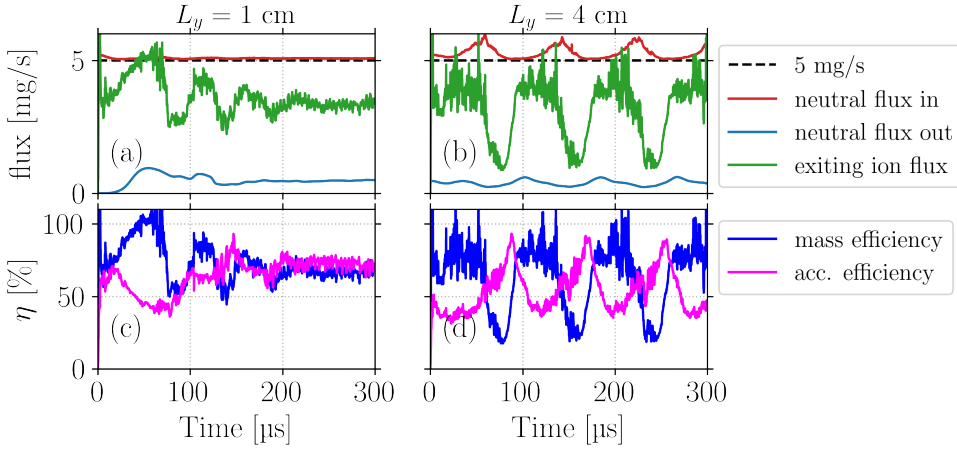 L_y = 1 cm
L_y = 4 cm
flux [mg/s]
5
0
(a)
(b)
5 mg/s
neutral flux in
neutral flux out
exiting ion flux
η [%]
100
50
0
(c)
(d)
mass efficiency
acc. efficiency
0 100 200 300
0 100 200 300
Time [µs]
Time [µs]